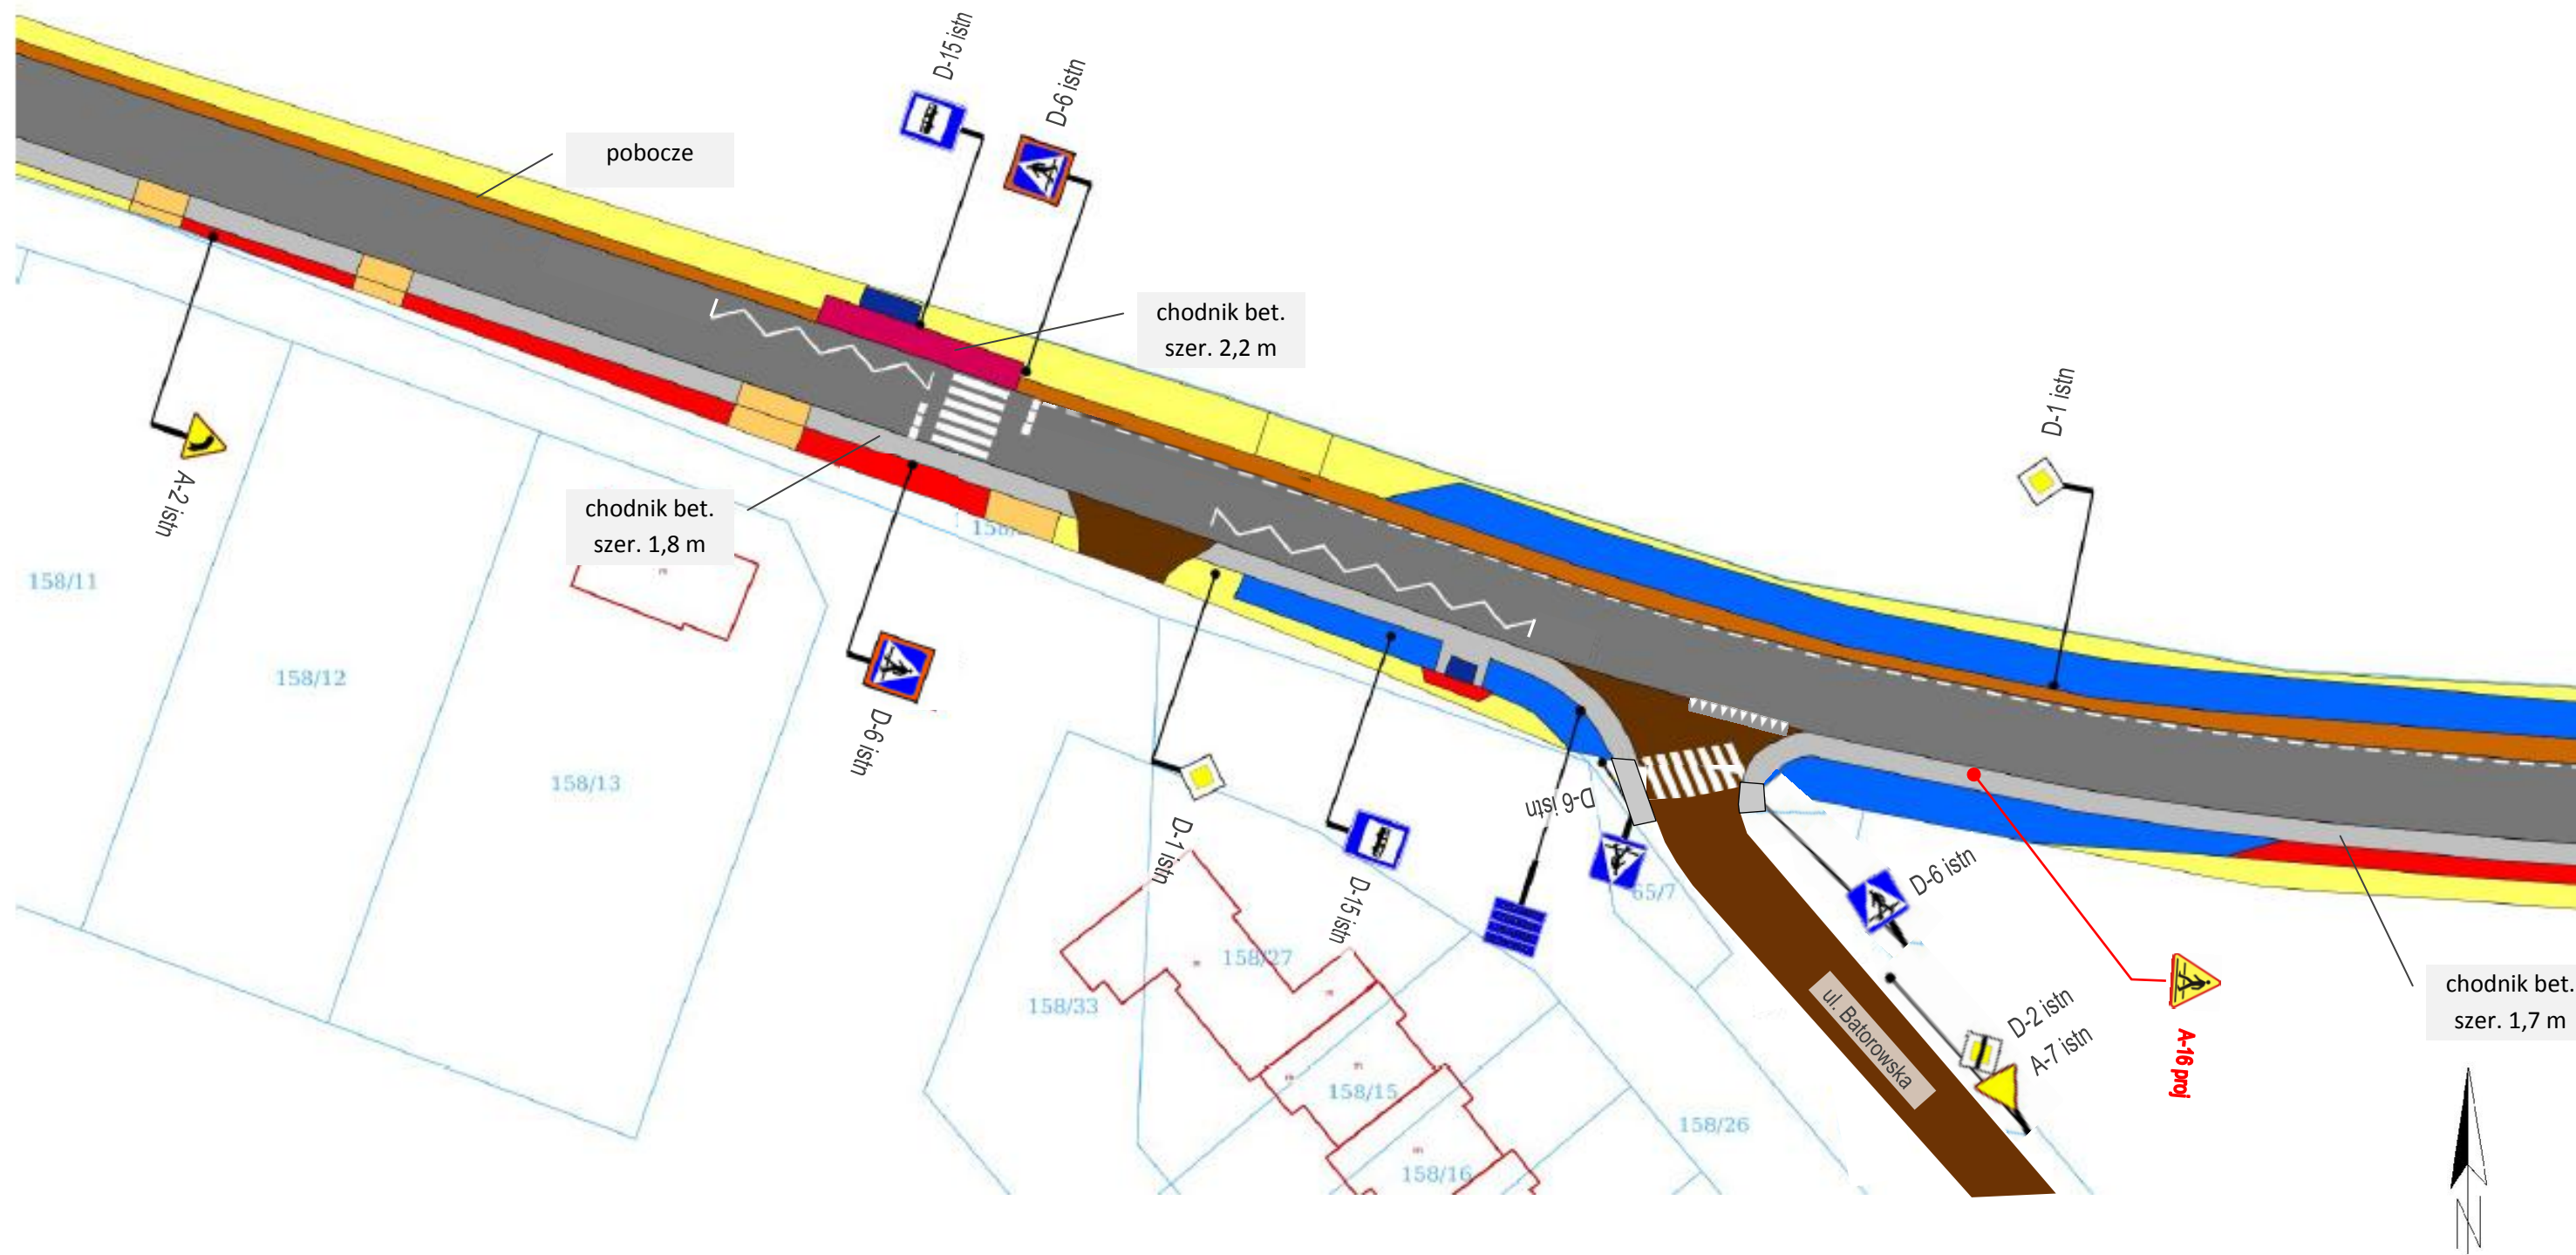 D-15 istn
D-6 istn
pobocze
chodnik bet.
szer. 2,2 m
D-1 istn
A-2 istn
chodnik bet.
szer. 1,8 m
158/11
158/12
158/13
D-6 istn
D-1 istn
D-15 istn
D-6 istn
65/7
D-6 istn
158/27
158/33
158/15
158/16
158/26
ul. Batorowska
D-2 istn
A-7 istn
A-16 proj
chodnik bet.
szer. 1,7 m
N